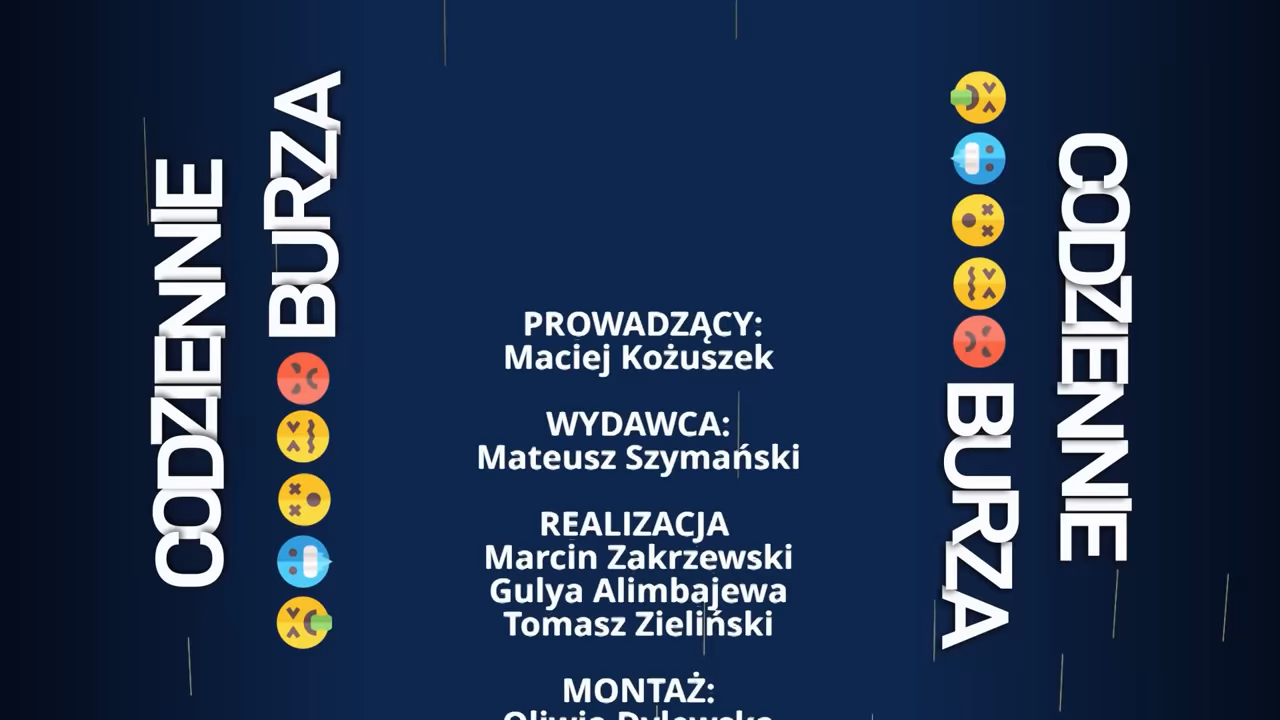 CODZIENNIE
BURZA
PROWADZĄCY:
Maciej Kożuszek
WYDAWCA:
Mateusz Szymański
REALIZACJA
Marcin Zakrzewski
Gulya Alimbajewa
Tomasz Zieliński
MONTAŻ:
BURZA
CODZIENNIE